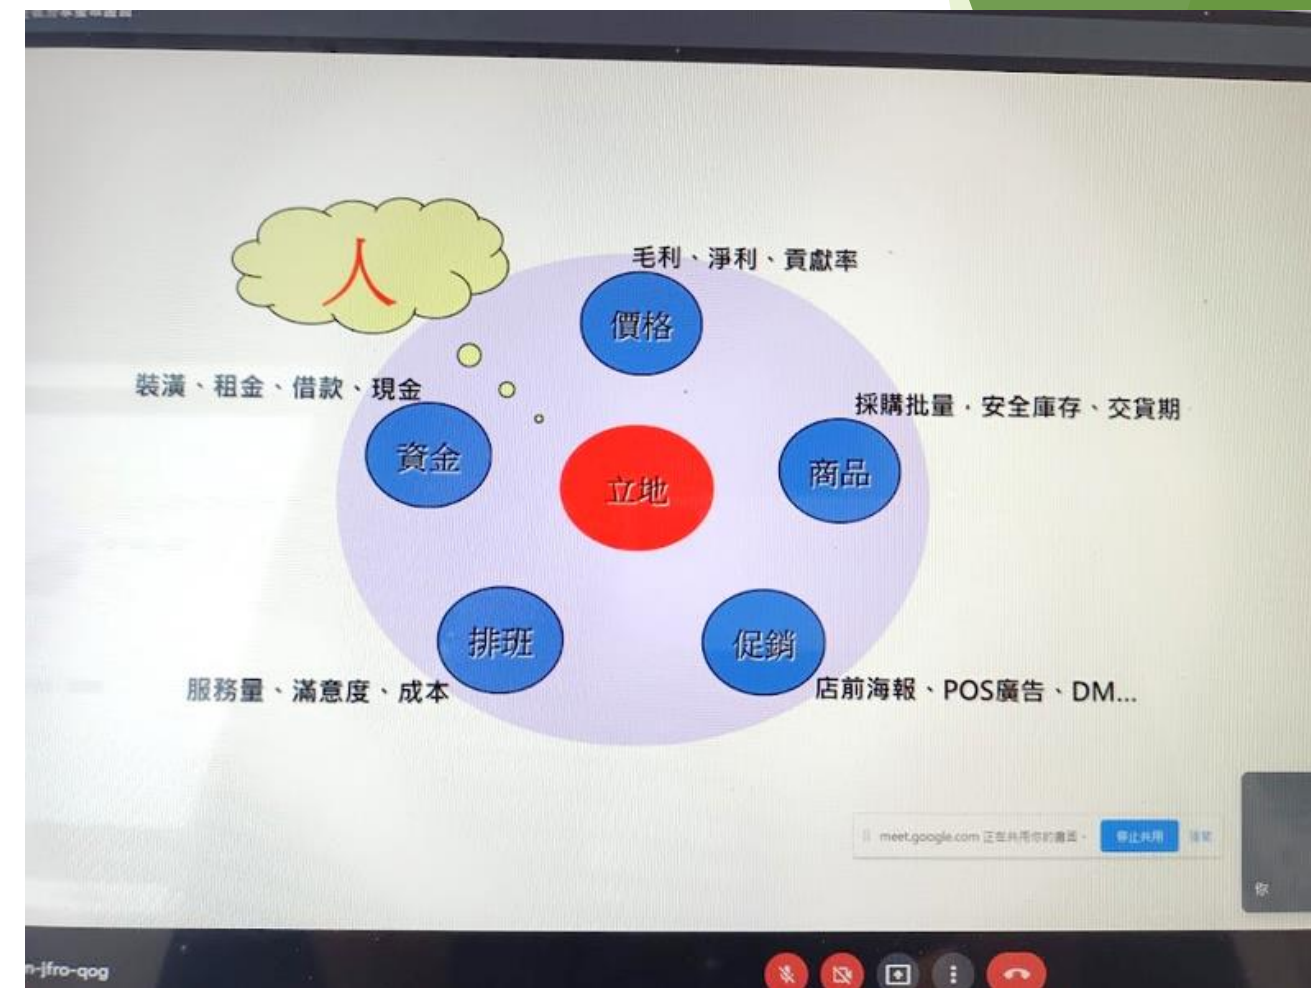 人
毛利、淨利、貢獻率
價格
裝潢、租金、借款、現金
資金
採購批量，安全庫存、交貨期
商品
立地
排班
促銷
服務量、滿意度、成本
店前海報、POS廣告、DM...
meet.google.com 正在共用你的畫面。
停止共用
隱藏
你
n-jfro-qog